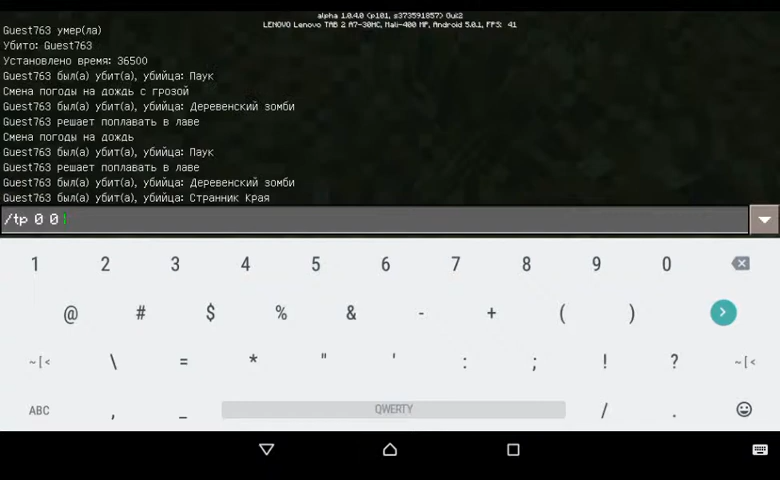 alpha 1.0.4.0 (p101, s373591857) Gui2
LENOVO Lenovo TAB 2 A7-30HC, Mali-400 MP, Android 5.0.1, FPS: 41
Guest763 умер(ла)
Убито: Guest763
Установлено время: 36500
Guest763 был(а) убит(а), убийца: Паук
Смена погоды на дождь с грозой
Guest763 был(а) убит(а), убийца: Деревенский зомби
Guest763 решает поплавать в лаве
Смена погоды на дождь
Guest763 был(а) убит(а), убийца: Паук
Guest763 решает поплавать в лаве
Guest763 был(а) убит(а), убийца: Деревенский зомби
Guest763 был(а) убит(а), убийца: Странник Края
/tp 0 0
1 2 3 4 5 6 7 8 9 0
@ # $ % & - + ( )
~[< \ = * " ' : ; ! ? ~[<
ABC , _ QWERTY / .